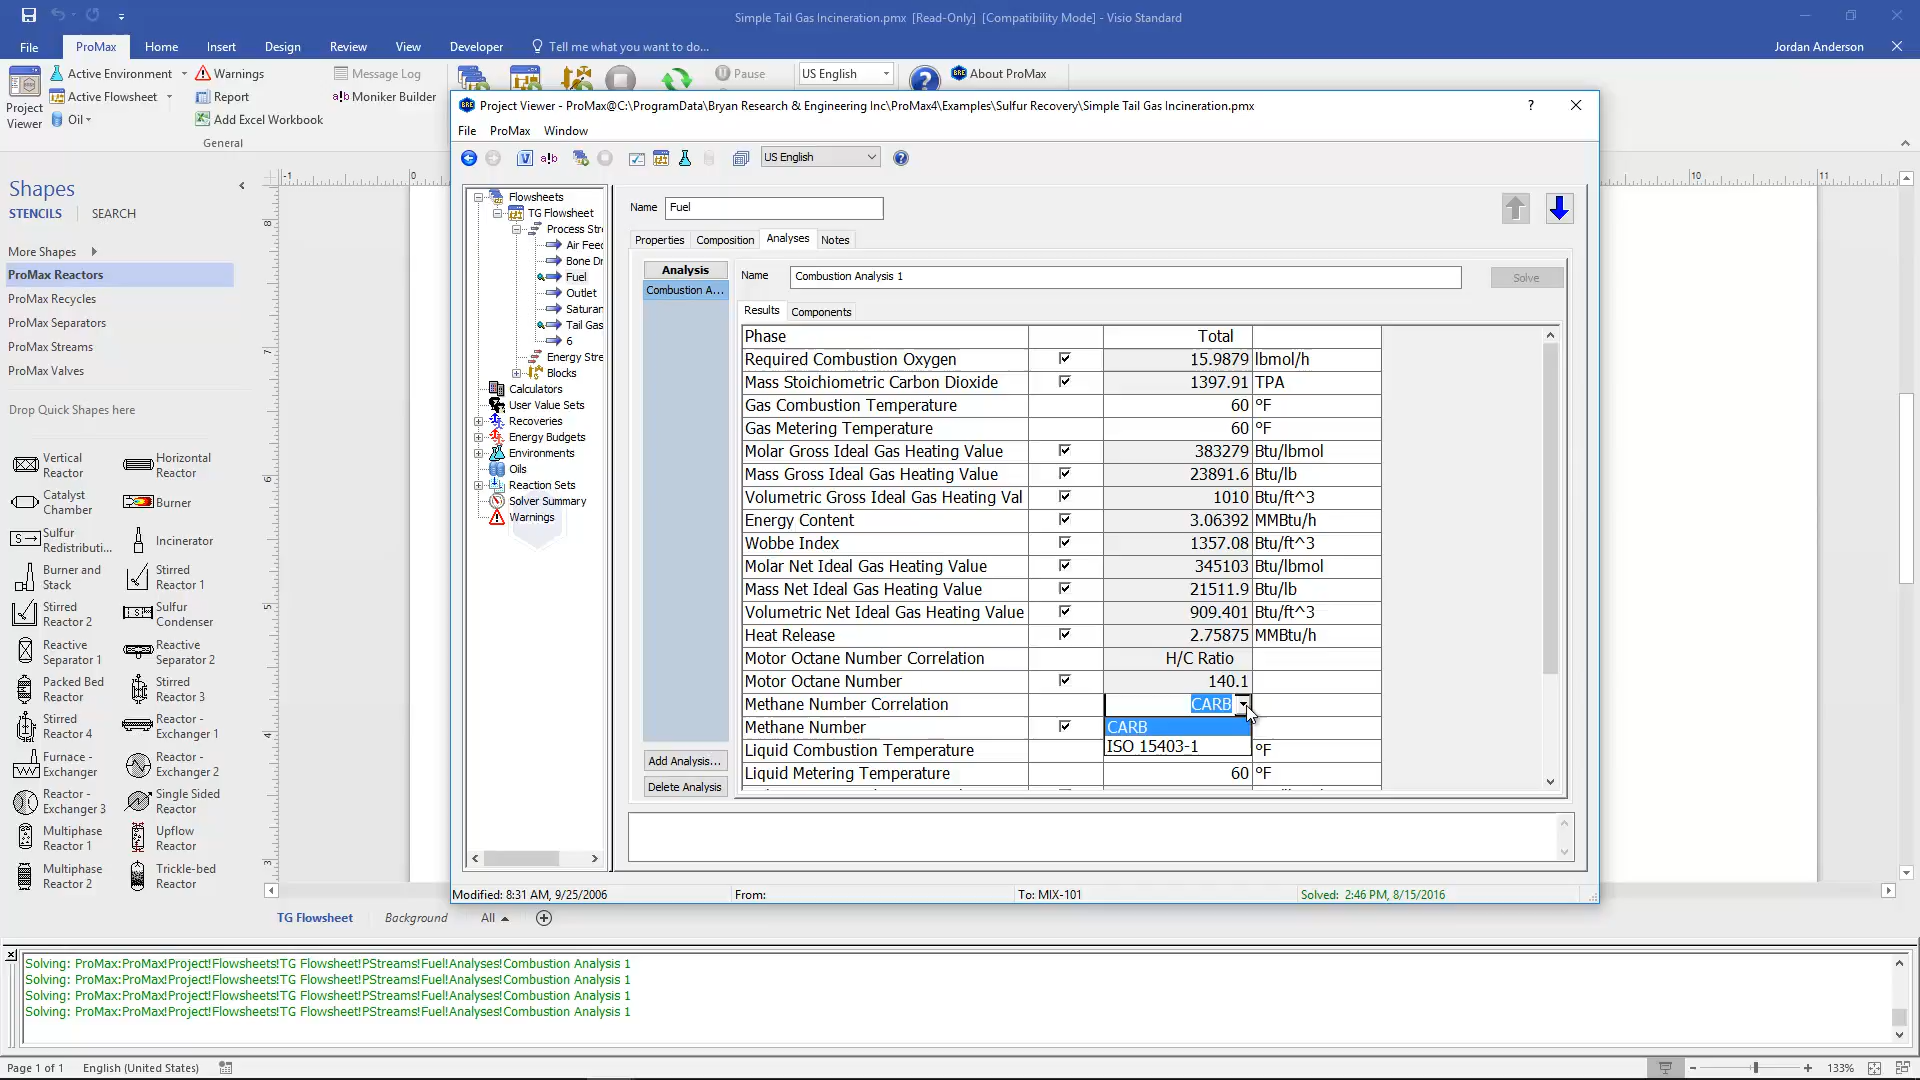 Simple Tail Gas Incineration.pmx [Read-Only] [Compatibility Mode] - Visio Standard
File ProMax Home Insert Design Review View Developer Tell me what you want to do... Jordan Anderson
Active Environment Warnings Message Log Pause US English About ProMax
Project Viewer Active Flowsheet Report a!b Moniker Builder
Oil Add Excel Workbook
General
Project Viewer - ProMax@C:\ProgramData\Bryan Research & Engineering Inc\ProMax4\Examples\Sulfur Recovery\Simple Tail Gas Incineration.pmx ?
File ProMax Window
a!b US English
Shapes
STENCILS SEARCH
More Shapes
ProMax Reactors
ProMax Recycles
ProMax Separators
ProMax Streams
ProMax Valves
Drop Quick Shapes here
Vertical Reactor Horizontal Reactor
Catalyst Chamber Burner
Sulfur Redistributi... Incinerator
Burner and Stack Stirred Reactor 1
Stirred Reactor 2 Sulfur Condenser
Reactive Separator 1 Reactive Separator 2
Packed Bed Reactor Stirred Reactor 3
Stirred Reactor 4 Reactor - Exchanger 1
Furnace - Exchanger Reactor - Exchanger 2
Reactor - Exchanger 3 Single Sided Reactor
Multiphase Reactor 1 Upflow Reactor
Multiphase Reactor 2 Trickle-bed Reactor
-1 0 10 11
8
7
6
5
4
3
Flowsheets
TG Flowsheet
Process Stre
Air Feed
Bone Dr
Fuel
Outlet
Saturan
Tail Gas
6
Energy Stre
Blocks
Calculators
User Value Sets
Recoveries
Energy Budgets
Environments
Oils
Reaction Sets
Solver Summary
Warnings
Name Fuel
Properties Composition Analyses Notes
Analysis
Combustion A...
Add Analysis...
Delete Analysis
Name Combustion Analysis 1 Solve
Results Components
Phase Total
Required Combustion Oxygen 15.9879 lbmol/h
Mass Stoichiometric Carbon Dioxide 1397.91 TPA
Gas Combustion Temperature 60 °F
Gas Metering Temperature 60 °F
Molar Gross Ideal Gas Heating Value 383279 Btu/lbmol
Mass Gross Ideal Gas Heating Value 23891.6 Btu/lb
Volumetric Gross Ideal Gas Heating Val 1010 Btu/ft^3
Energy Content 3.06392 MMBtu/h
Wobbe Index 1357.08 Btu/ft^3
Molar Net Ideal Gas Heating Value 345103 Btu/lbmol
Mass Net Ideal Gas Heating Value 21511.9 Btu/lb
Volumetric Net Ideal Gas Heating Value 909.401 Btu/ft^3
Heat Release 2.75875 MMBtu/h
Motor Octane Number Correlation H/C Ratio
Motor Octane Number 140.1
Methane Number Correlation CARB
Methane Number CARB
ISO 15403-1
Liquid Combustion Temperature °F
Liquid Metering Temperature 60 °F
Modified: 8:31 AM, 9/25/2006 From: To: MIX-101 Solved: 2:46 PM, 8/15/2016
TG Flowsheet Background All
Solving: ProMax:ProMax!Project!Flowsheets!TG Flowsheet!PStreams!Fuel!Analyses!Combustion Analysis 1
Solving: ProMax:ProMax!Project!Flowsheets!TG Flowsheet!PStreams!Fuel!Analyses!Combustion Analysis 1
Solving: ProMax:ProMax!Project!Flowsheets!TG Flowsheet!PStreams!Fuel!Analyses!Combustion Analysis 1
Solving: ProMax:ProMax!Project!Flowsheets!TG Flowsheet!PStreams!Fuel!Analyses!Combustion Analysis 1
Page 1 of 1 English (United States) 133%